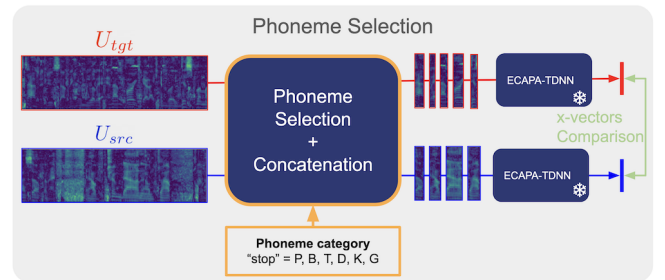 Phoneme Selection
U_tgt
U_src
Phoneme
Selection
+
Concatenation
ECAPA-TDNN
ECAPA-TDNN
x-vectors
Comparison
Phoneme category
“stop” = P, B, T, D, K, G